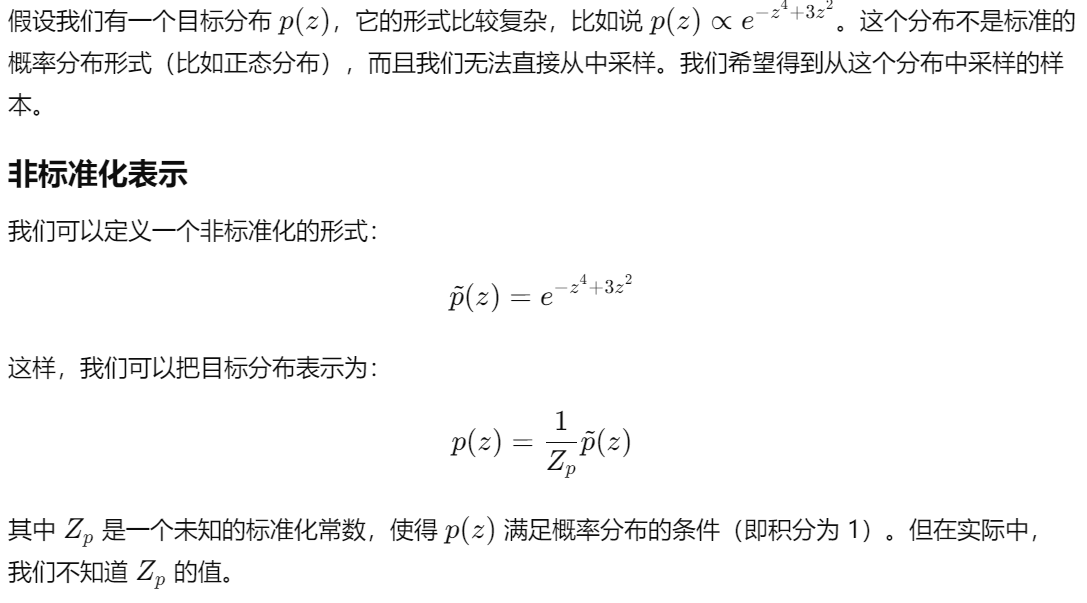 假设我们有一个目标分布 p(z)，它的形式比较复杂，比如说 p(z) ∝ e^{-z^4+3z^2}。这个分布不是标准的
概率分布形式（比如正态分布），而且我们无法直接从中采样。我们希望得到从这个分布中采样的样
本。
非标准化表示
我们可以定义一个非标准化的形式：
p̃(z) = e^{-z^4+3z^2}
这样，我们可以把目标分布表示为：
p(z) = \frac{1}{Z_p} p̃(z)
其中 Z_p 是一个未知的标准化常数，使得 p(z) 满足概率分布的条件（即积分为 1）。但在实际中，
我们不知道 Z_p 的值。